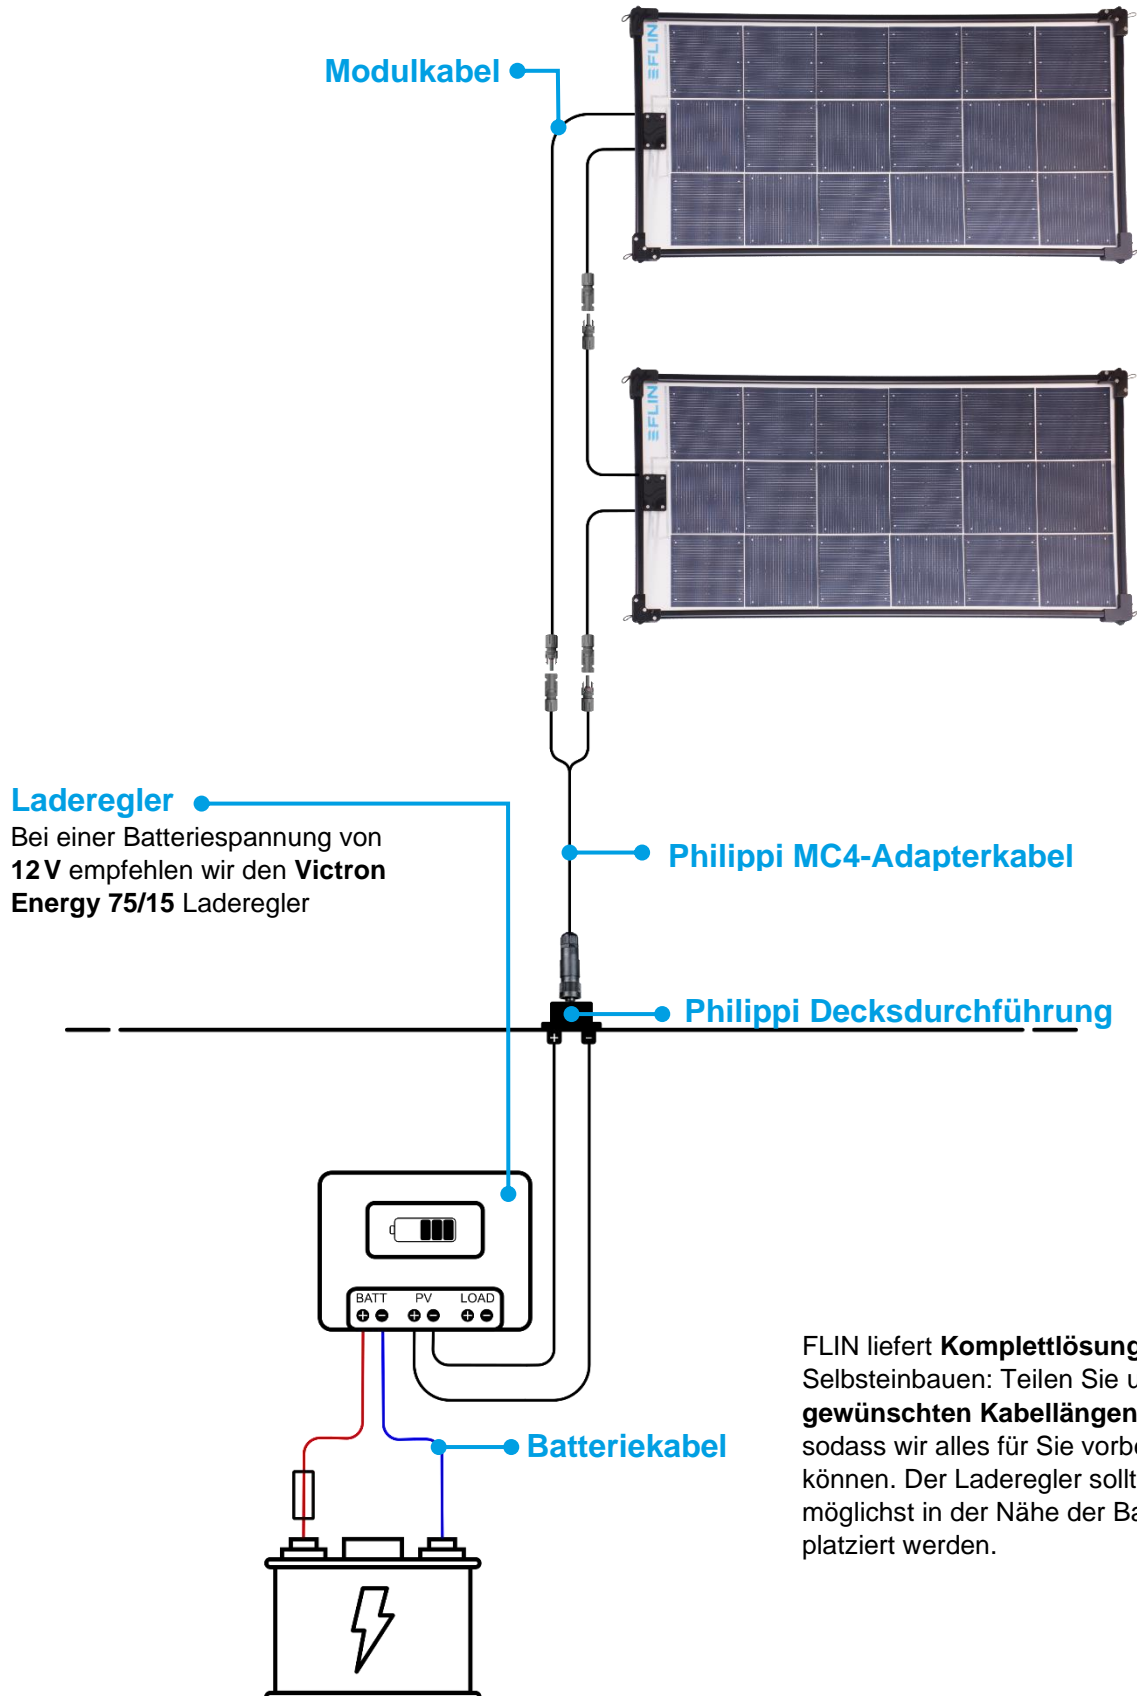 Modulkabel
≡FLIN
≡FLIN
Laderegler
Bei einer Batteriespannung von
12 V empfehlen wir den Victron
Energy 75/15 Laderegler
Philippi MC4-Adapterkabel
Philippi Decksdurchführung
+ -
BATT PV LOAD
+ - + - + -
Batteriekabel
FLIN liefert
Selbsteinbauen: Teilen Sie
gewünschten Kabellängen
sodass wir alles für Sie
können. Der Laderegler
möglichst in der Nähe der
platziert werden.